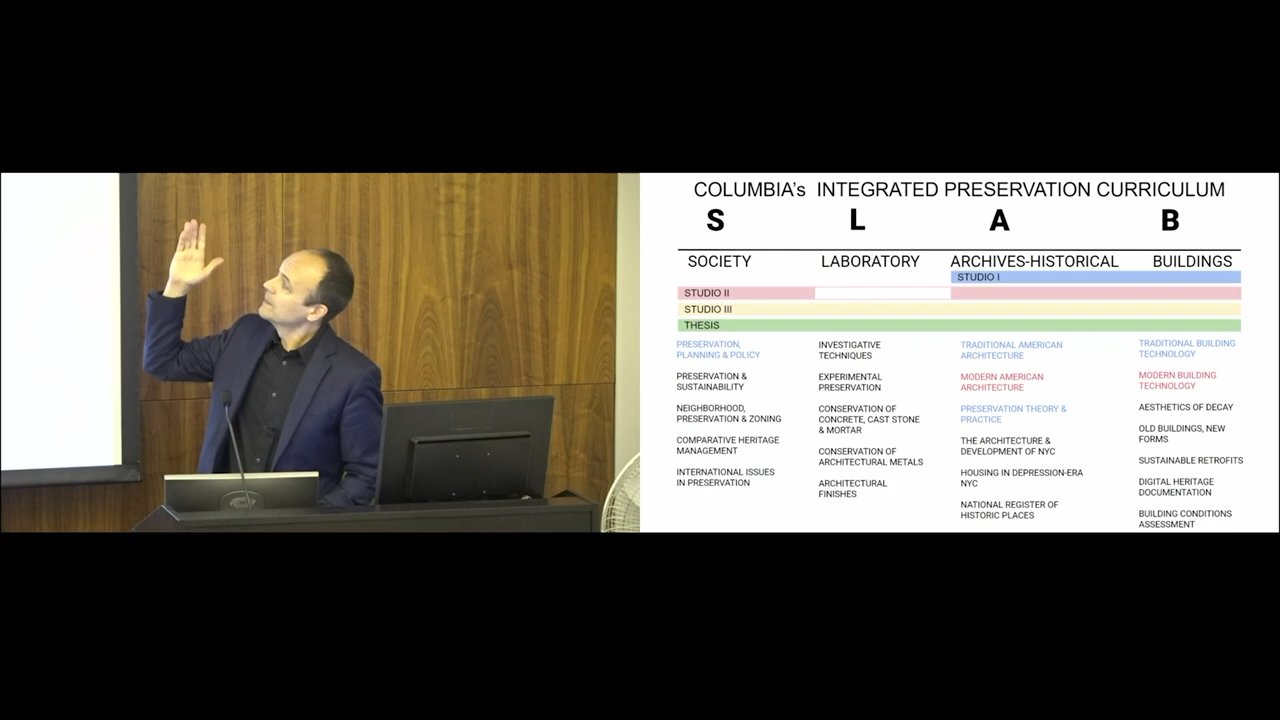 COLUMBIA's INTEGRATED PRESERVATION CURRICULUM
S L A B
SOCIETY
LABORATORY
ARCHIVES-HISTORICAL
BUILDINGS
STUDIO I
STUDIO II
STUDIO III
THESIS
PRESERVATION,
PLANNING & POLICY
PRESERVATION &
SUSTAINABILITY
NEIGHBORHOOD,
PRESERVATION & ZONING
COMPARATIVE HERITAGE
MANAGEMENT
INTERNATIONAL ISSUES
IN PRESERVATION
INVESTIGATIVE
TECHNIQUES
EXPERIMENTAL
PRESERVATION
CONSERVATION OF
CONCRETE, CAST STONE
& MORTAR
CONSERVATION OF
ARCHITECTURAL METALS
ARCHITECTURAL
FINISHES
TRADITIONAL AMERICAN
ARCHITECTURE
MODERN AMERICAN
ARCHITECTURE
PRESERVATION THEORY &
PRACTICE
THE ARCHITECTURE &
DEVELOPMENT OF NYC
HOUSING IN DEPRESSION-ERA
NYC
NATIONAL REGISTER OF
HISTORIC PLACES
TRADITIONAL BUILDING
TECHNOLOGY
MODERN BUILDING
TECHNOLOGY
AESTHETICS OF DECAY
OLD BUILDINGS, NEW
FORMS
SUSTAINABLE RETROFITS
DIGITAL HERITAGE
DOCUMENTATION
BUILDING CONDITIONS
ASSESSMENT